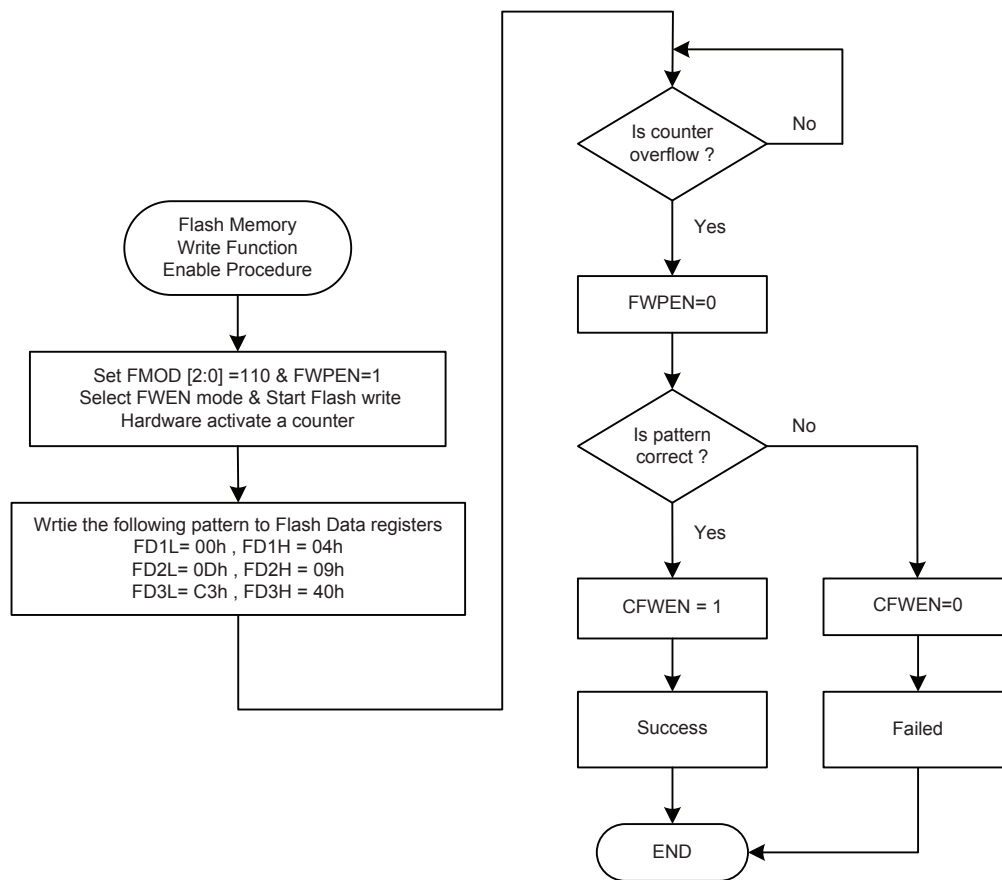 Flash Memory
Write Function
Enable Procedure
Set FMOD [2:0] =110 & FWPEN=1
Select FWEN mode & Start Flash write
Hardware activate a counter
Wrtie the following pattern to Flash Data registers
FD1L= 00h , FD1H = 04h
FD2L= 0Dh , FD2H = 09h
FD3L= C3h , FD3H = 40h
Is counter
overflow ?
No
Yes
FWPEN=0
Is pattern
correct ?
No
Yes
CFWEN = 1
CFWEN=0
Success
Failed
END